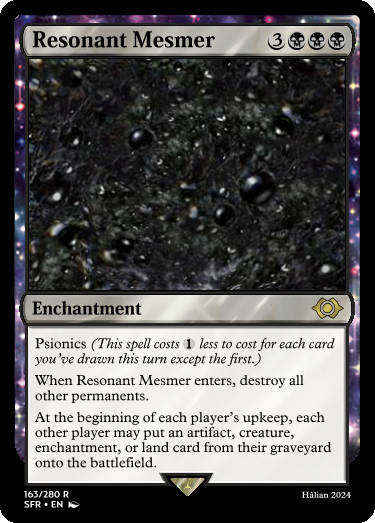 Resonant Mesmer 3
Enchantment
Psionics (This spell costs 1 less to cost for each card
you've drawn this turn except the first.)
When Resonant Mesmer enters, destroy all
other permanents.
At the beginning of each player's upkeep, each
other player may put an artifact, creature,
enchantment, or land card from their graveyard
onto the battlefield.
163/280 R
SFR • EN
Hâlian 2024